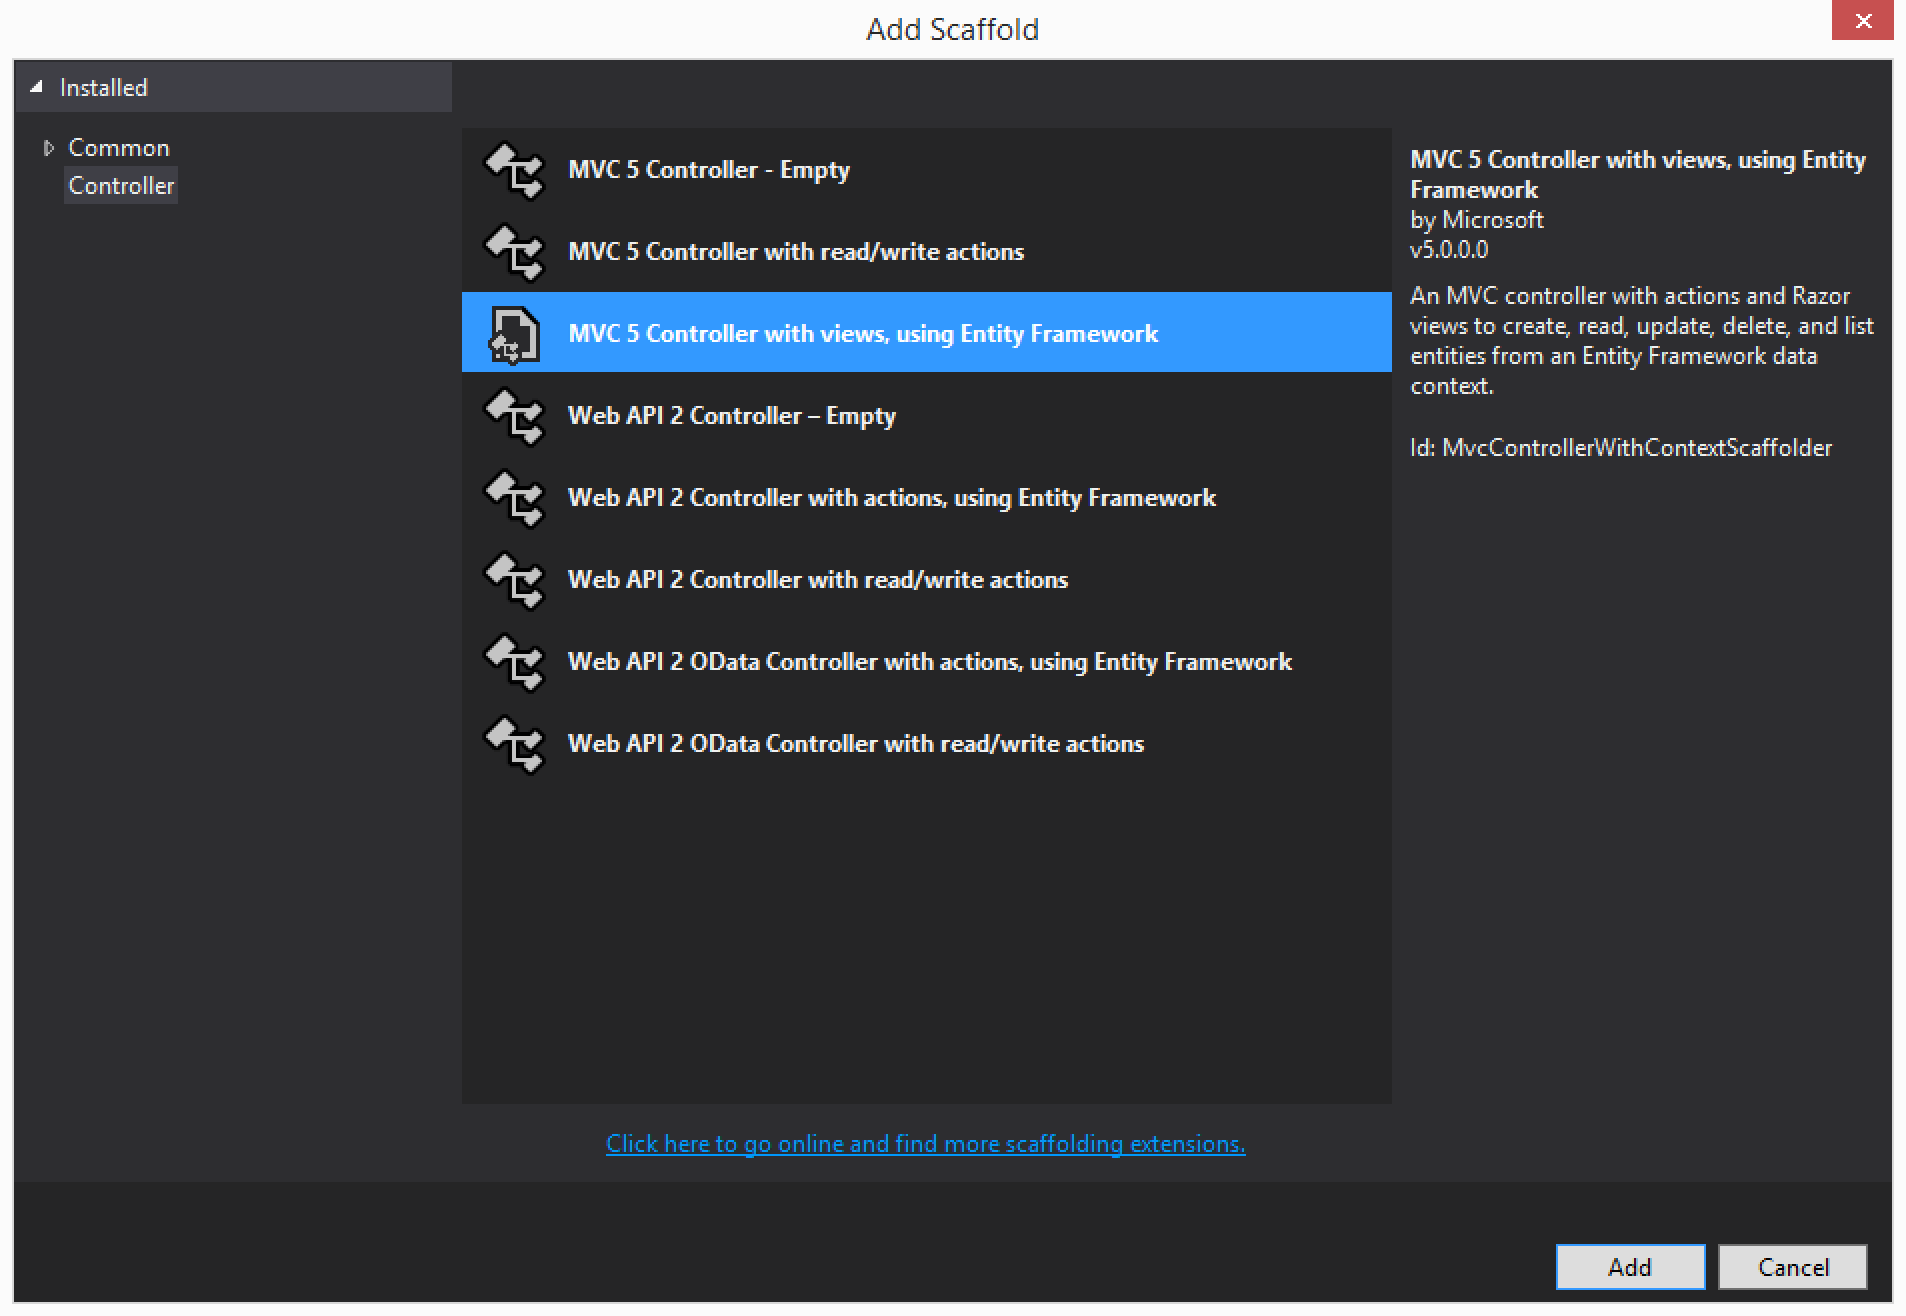 Add Scaffold
Installed
Common
Controller
MVC 5 Controller - Empty
MVC 5 Controller with read/write actions
MVC 5 Controller with views, using Entity Framework
Web API 2 Controller – Empty
Web API 2 Controller with actions, using Entity Framework
Web API 2 Controller with read/write actions
Web API 2 OData Controller with actions, using Entity Framework
Web API 2 OData Controller with read/write actions
Click here to go online and find more scaffolding extensions.
MVC 5 Controller with views, using Entity
Framework
by Microsoft
v5.0.0.0
An MVC controller with actions and Razor
views to create, read, update, delete, and list
entities from an Entity Framework data
context.
Id: MvcControllerWithContextScaffolder
Add
Cancel